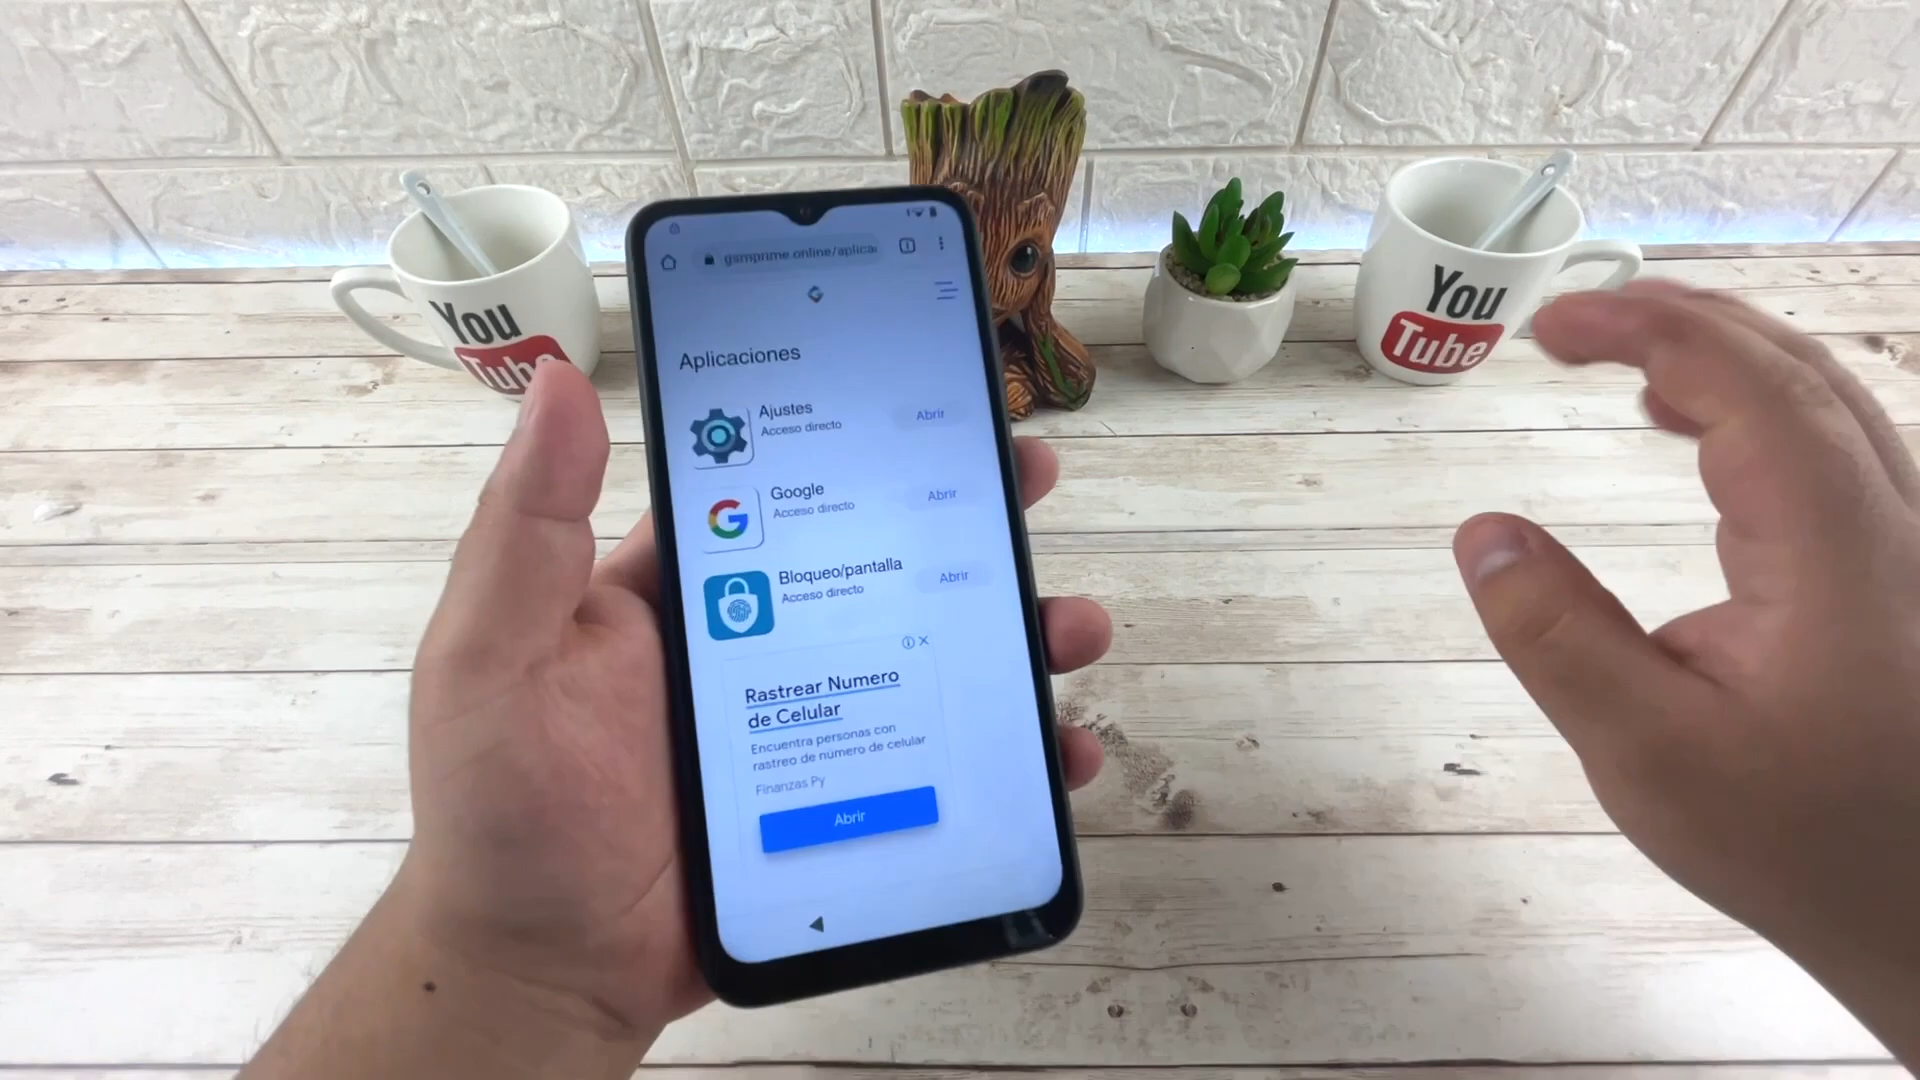 gsmprime.online/aplica
Aplicaciones
Ajustes
Acceso directo
Abrir
Google
Acceso directo
Abrir
Bloqueo/pantalla
Acceso directo
Abrir
Rastrear Numero
de Celular
Encuentra personas con
rastreo de número de celular
Finanzas Py
Abrir
You
Tube
You
Tube